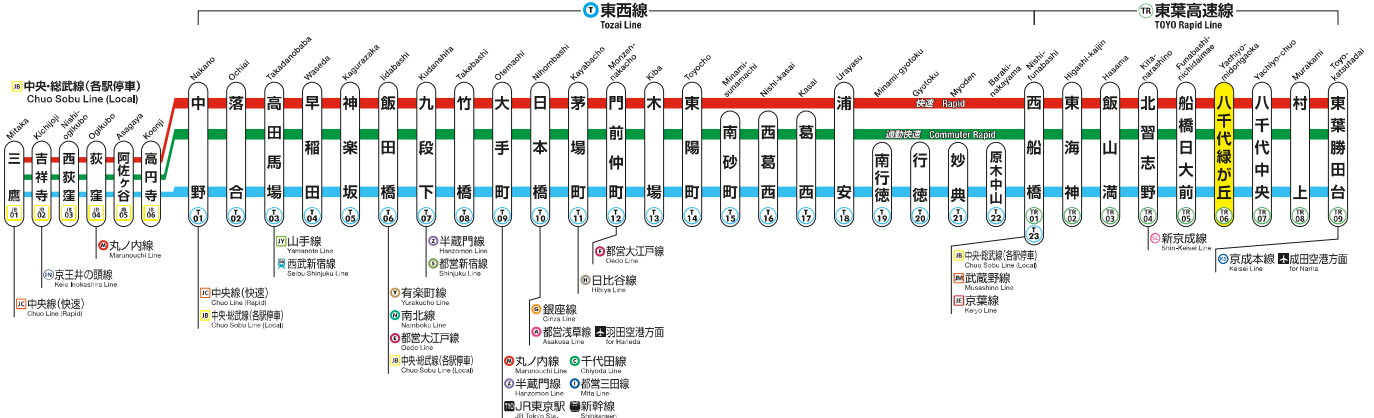 T 東西線
Tozai Line
TR 東葉高速線
TOYO Rapid Line
JB 中央・総武線(各駅停車)
Chuo Sobu Line (Local)
快速 Rapid
通勤快速 Commuter Rapid
Mitaka
三鷹
JB 01
Kichijoji
吉祥寺
JB 02
Nishi-ogikubo
西荻窪
JB 03
Ogikubo
荻窪
JB 04
Asagaya
阿佐ヶ谷
JB 05
Koenji
高円寺
JB 06
Nakano
中野
T 01
Ochiai
落合
T 02
Takadanobaba
高田馬場
T 03
Waseda
早稲田
T 04
Kagurazaka
神楽坂
T 05
Iidabashi
飯田橋
T 06
Kudenshita
九段下
T 07
Takebashi
竹橋
T 08
Otemachi
大手町
T 09
Nihombashi
日本橋
T 10
Kayabacho
茅場町
T 11
Monzen-nakacho
門前仲町
T 12
Kiba
木場
T 13
Toyocho
東陽町
T 14
Minami-sunamachi
南砂町
T 15
Nishi-kasai
西葛西
T 16
Kasai
葛西
T 17
Urayasu
浦安
T 18
Minami-gyotoku
南行徳
T 19
Gyotoku
行徳
T 20
Myoden
妙典
T 21
Baraki-nakayama
原木中山
T 22
Nishi-funabashi
西船橋
TR 01
T 23
Higashi-kaijin
東海神
TR 02
Hasama
飯山満
TR 03
Kita-narashino
北習志野
TR 04
Funabashi-nichidaimae
船橋日大前
TR 05
Yachiyo-midorigaoka
八千代緑が丘
TR 06
Yachiyo-chuo
八千代中央
TR 07
Murakami
村上
TR 08
Toyo-katsutadai
東葉勝田台
TR 09
JC 中央線(快速)
Chuo Line (Rapid)
IN 京王井の頭線
Keio Inokashira Line
M 丸ノ内線
Marunouchi Line
JC 中央線(快速)
Chuo Line (Rapid)
JB 中央・総武線(各駅停車)
Chuo Sobu Line (Local)
JY 山手線
Yamanote Line
西武新宿線
Seibu Shinjuku Line
Y 有楽町線
Yurakucho Line
N 南北線
Namboku Line
E 都営大江戸線
Oedo Line
JB 中央・総武線(各駅停車)
Chuo Sobu Line (Local)
Z 半蔵門線
Hanzomon Line
S 都営新宿線
Shinjuku Line
M 丸ノ内線
Marunouchi Line
C 千代田線
Chiyoda Line
Z 半蔵門線
Hanzomon Line
I 都営三田線
Mita Line
TYO JR東京駅
JR Tokyo Sta.
新幹線
Shinkansen
G 銀座線
Ginza Line
A 都営浅草線
Asakusa Line
羽田空港方面
for Haneda
H 日比谷線
Hibiya Line
E 都営大江戸線
Oedo Line
JB 中央・総武線(各駅停車)
Chuo Sobu Line (Local)
JM 武蔵野線
Musashino Line
JE 京葉線
Keiyo Line
SL 新京成線
Shin-Keisei Line
KS 京成本線
Keisei Line
成田空港方面
for Narita